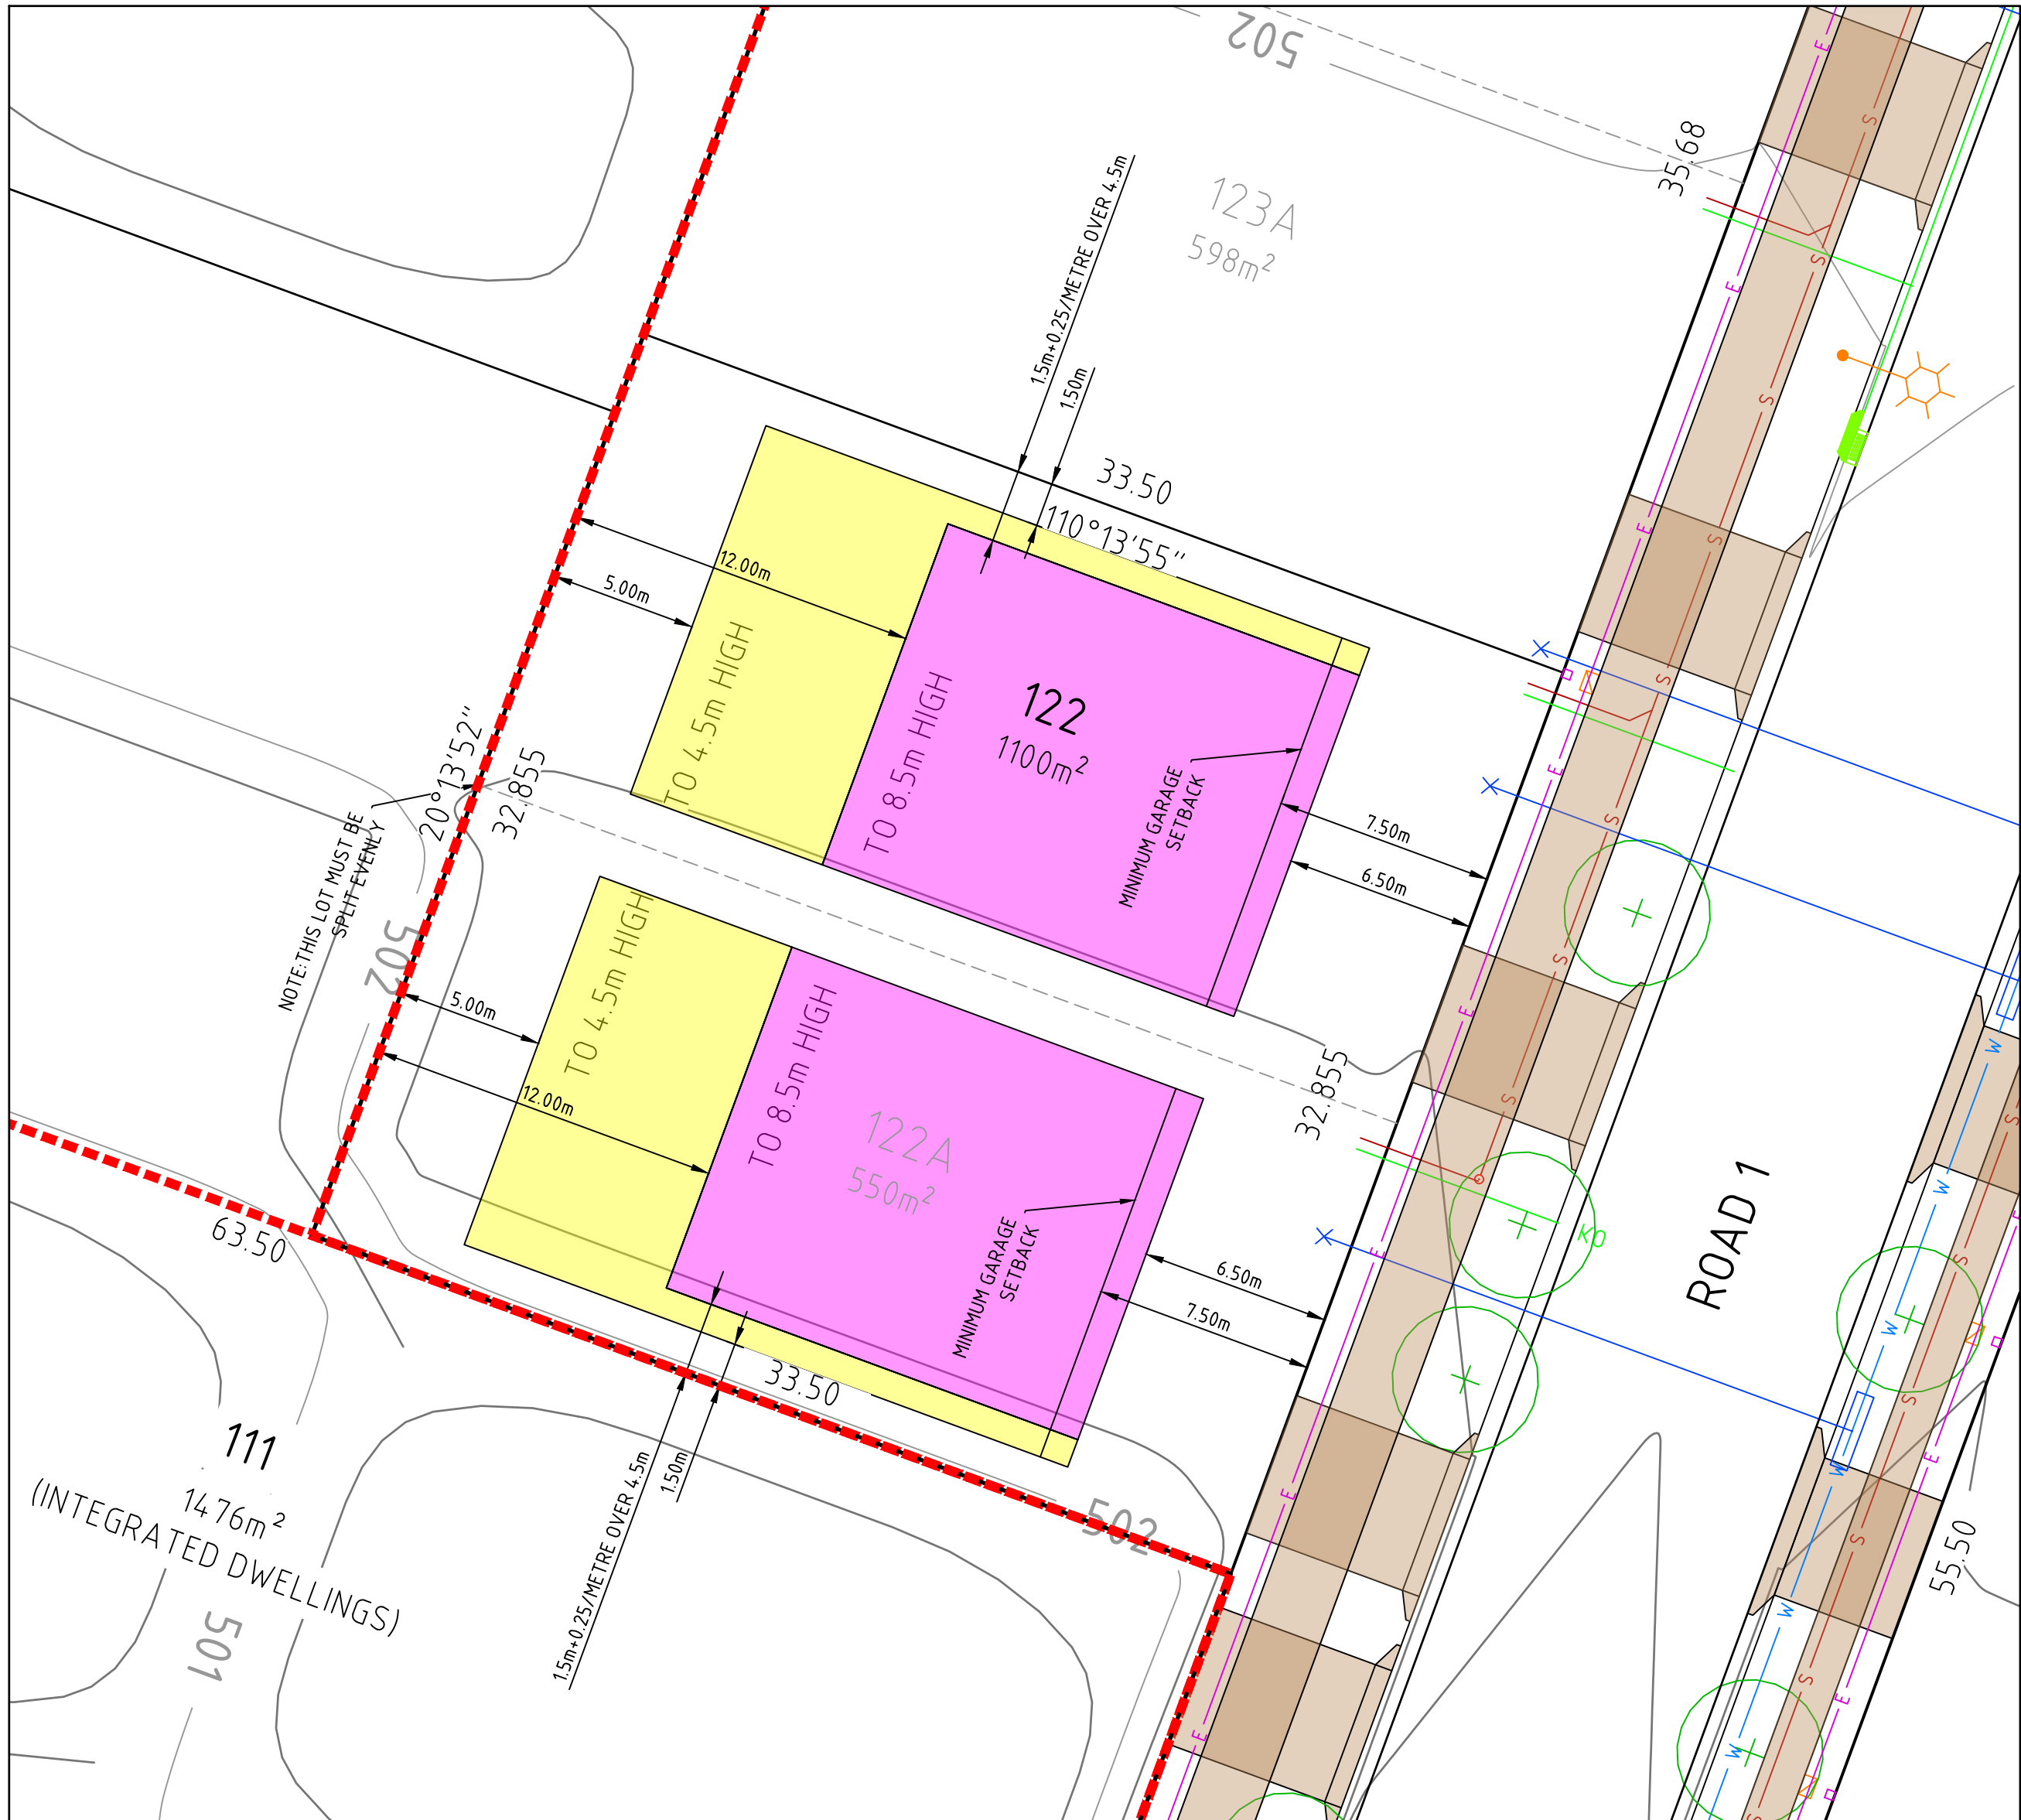 502
35.68
123A
598m²
1.5m+0.25/METRE OVER 4.5m
1.50m
33.50
110°13'55"
12.00m
5.00m
TO 4.5m HIGH
TO 8.5m HIGH
122
1100m²
MINIMUM GARAGE
SETBACK
7.50m
6.50m
20°13'52"
32.855
NOTE:THIS LOT MUST BE
SPLIT EVENLY
502
5.00m
12.00m
TO 4.5m HIGH
TO 8.5m HIGH
122A
550m²
MINIMUM GARAGE
SETBACK
6.50m
7.50m
32.855
KO
ROAD 1
63.50
33.50
1.5m+0.25/METRE OVER 4.5m
1.50m
502
111
1476m²
(INTEGRATED DWELLINGS)
501
55.50
E
E
E
E
E
E
E
E
S
S
S
S
S
S
S
S
W
W
W
W
W
W
S
S
S
S
S
S
E
E